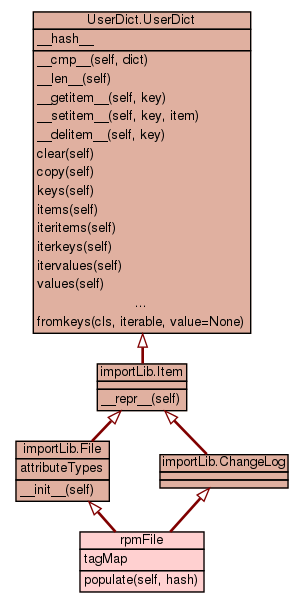 UserDict.UserDict
__hash__
__cmp__(self, dict)
__len__(self)
__getitem__(self, key)
__setitem__(self, key, item)
__delitem__(self, key)
clear(self)
copy(self)
keys(self)
items(self)
iteritems(self)
iterkeys(self)
itervalues(self)
values(self)
...
fromkeys(cls, iterable, value=None)
importLib.Item
__repr__(self)
importLib.File
attributeTypes
__init__(self)
importLib.ChangeLog
rpmFile
tagMap
populate(self, hash)